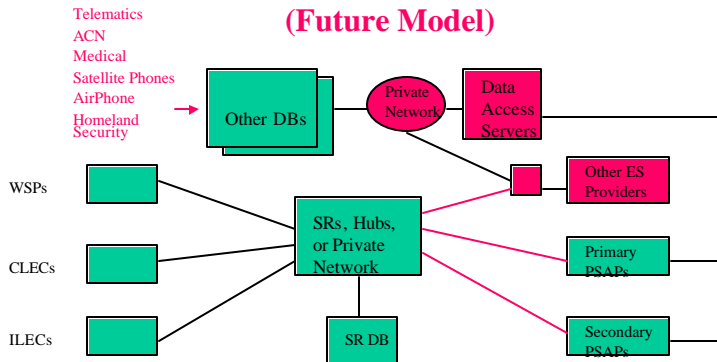 (Future Model)
Telematics
ACN
Medical
Satellite Phones
AirPhone
Homeland
Security
Other DBs
Private
Network
Data
Access
Servers
WSPs
Other ES
Providers
SRs, Hubs,
or Private
Network
CLECs
Primary
PSAPs
ILECs
SR DB
Secondary
PSAPs